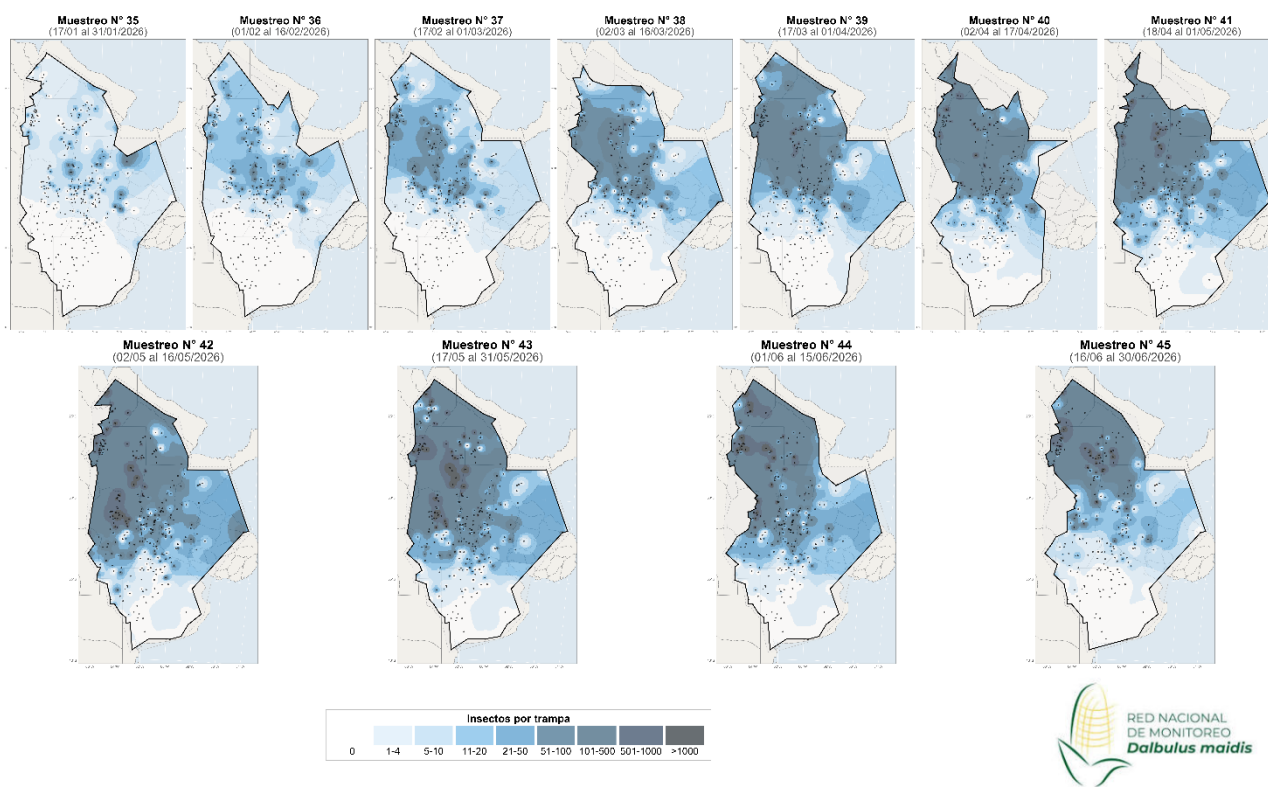 Muestreo N° 35
(17/01 al 31/01/2026)
Muestreo N° 36
(01/02 al 16/02/2026)
Muestreo N° 37
(17/02 al 01/03/2026)
Muestreo N° 38
(02/03 al 16/03/2026)
Muestreo N° 39
(17/03 al 01/04/2026)
Muestreo N° 40
(02/04 al 17/04/2026)
Muestreo N° 41
(18/04 al 01/05/2026)
Muestreo N° 42
(02/05 al 16/05/2026)
Muestreo N° 43
(17/05 al 31/05/2026)
Muestreo N° 44
(01/06 al 15/06/2026)
Muestreo N° 45
(16/06 al 30/06/2026)
Insectos por trampa
0 1-4 5-10 11-20 21-50 51-100 101-500 501-1000 >1000
RED NACIONAL
DE MONITOREO
Dalbulus maidis